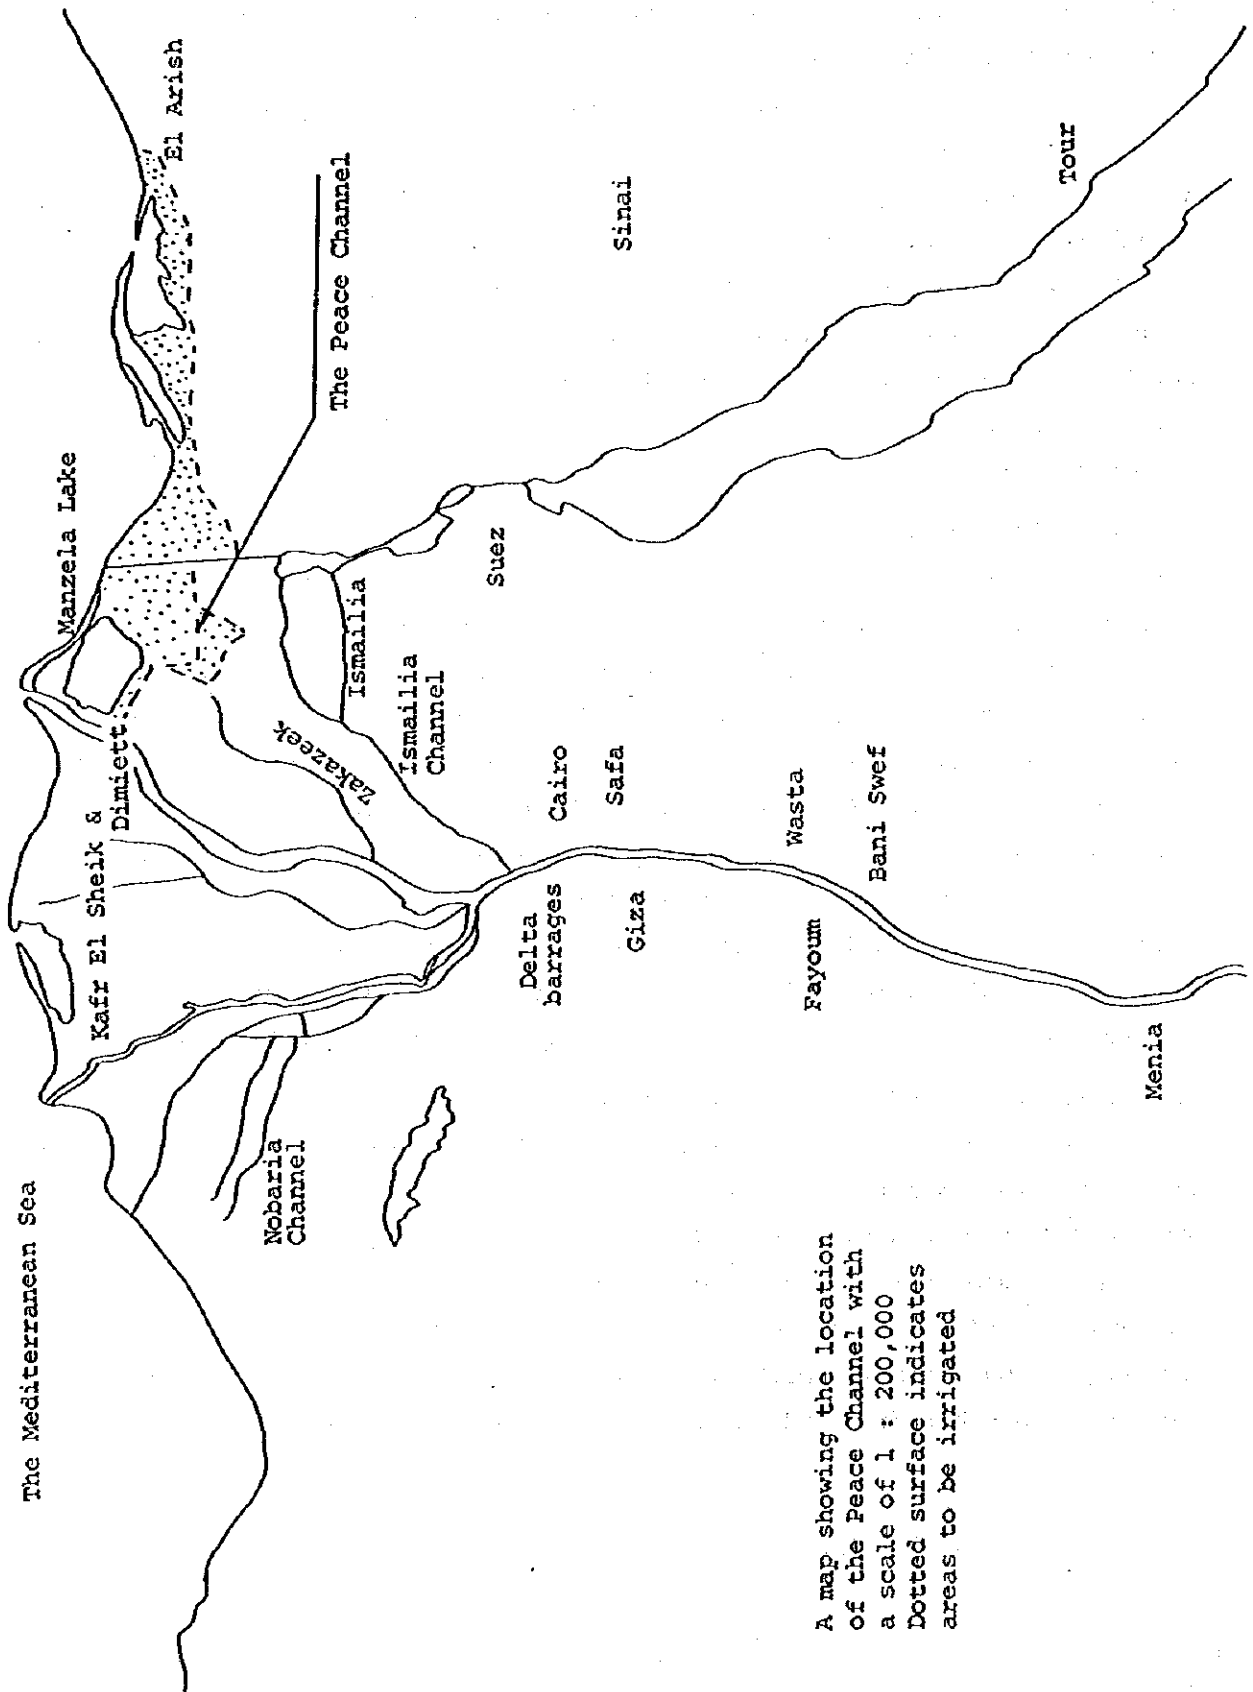 The Mediterranean Sea
Kafr El Sheik &
Dimiett
Manzela Lake
El Arish
The Peace Channel
Nobaria
Channel
Zakazeek
Ismailia
Ismailia
Channel
Suez
Sinai
Delta
barrages
Cairo
Giza
Safa
Fayoum
Wasta
Bani Swef
Tour
Menia
A map showing the location
of the Peace Channel with
a scale of 1 : 200,000
Dotted surface indicates
areas to be irrigated